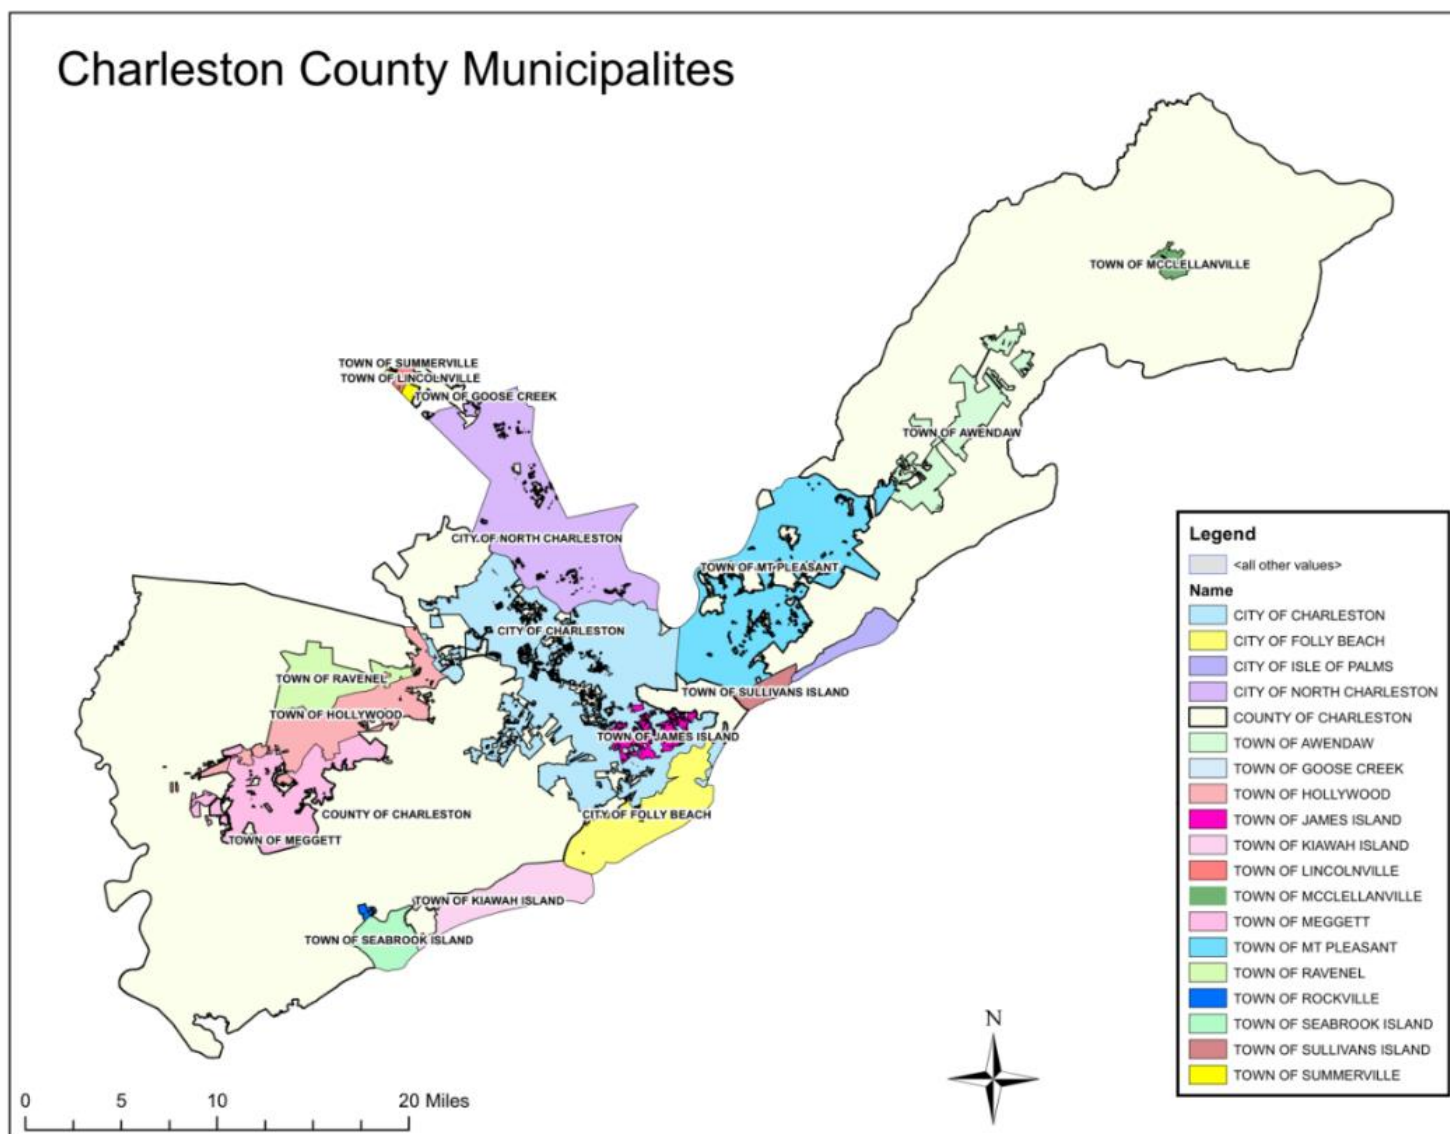 Charleston County Municipalites
TOWN OF MCCLELLANVILLE
TOWN OF SUMMERVILLE
TOWN OF LINCOLNVILLE
TOWN OF GOOSE CREEK
TOWN OF AWENDAW
CITY OF NORTH CHARLESTON
TOWN OF MT PLEASANT
CITY OF CHARLESTON
TOWN OF RAVENEL
TOWN OF SULLIVANS ISLAND
TOWN OF HOLLYWOOD
TOWN OF JAMES ISLAND
COUNTY OF CHARLESTON
CITY OF FOLLY BEACH
TOWN OF MEGGETT
TOWN OF KIAWAH ISLAND
TOWN OF SEABROOK ISLAND
Legend
<all other values>
Name
CITY OF CHARLESTON
CITY OF FOLLY BEACH
CITY OF ISLE OF PALMS
CITY OF NORTH CHARLESTON
COUNTY OF CHARLESTON
TOWN OF AWENDAW
TOWN OF GOOSE CREEK
TOWN OF HOLLYWOOD
TOWN OF JAMES ISLAND
TOWN OF KIAWAH ISLAND
TOWN OF LINCOLNVILLE
TOWN OF MCCLELLANVILLE
TOWN OF MEGGETT
TOWN OF MT PLEASANT
TOWN OF RAVENEL
TOWN OF ROCKVILLE
TOWN OF SEABROOK ISLAND
TOWN OF SULLIVANS ISLAND
TOWN OF SUMMERVILLE
N
0 5 10 20 Miles